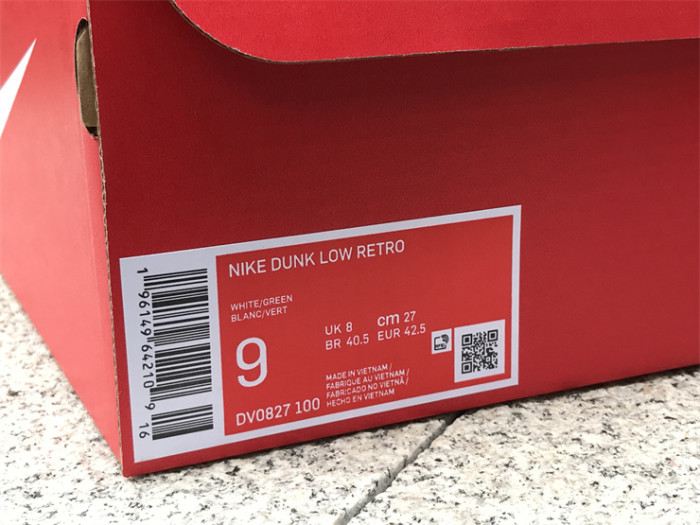 NIKE DUNK LOW RETRO
WHITE/GREEN
BLANC/VERT
9
UK 8
cm 27
BR 40.5
EUR 42.5
MADE IN VIETNAM /
FABRIQUE AU VIETNAM /
FABRICADO NO VIETNÃ /
HECHO EN VIETNAM
DV0827 100
1 96149 64210 9 16